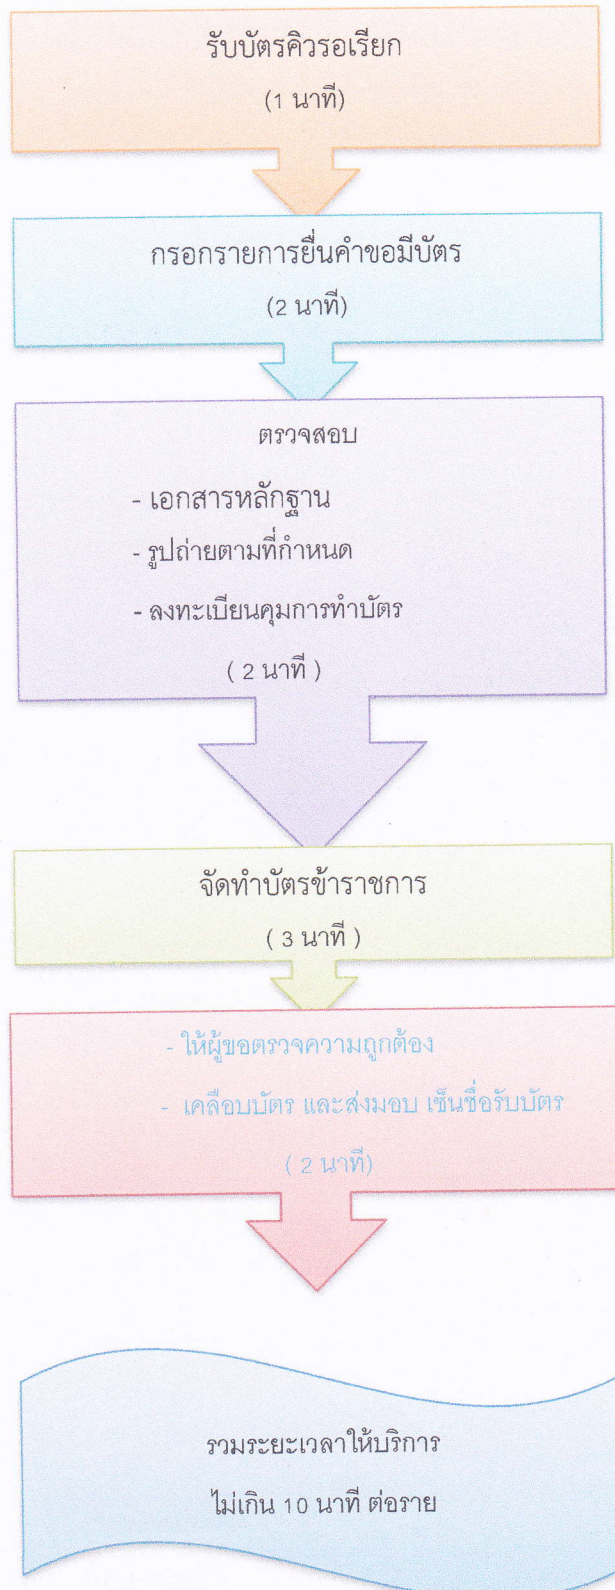 รับบัตรคิวรอเรียก
(1 นาที)
กรอกรายการยื่นคำขอมีบัตร
(2 นาที)
ตรวจสอบ
- เอกสารหลักฐาน
- รูปถ่ายตามที่กำหนด
- ลงทะเบียนคุมการทำบัตร
( 2 นาที )
จัดทำบัตรข้าราชการ
( 3 นาที )
- ให้ผู้ขอตรวจความถูกต้อง
- เคลือบบัตร และส่งมอบ เซ็นชื่อรับบัตร
( 2 นาที)
รวมระยะเวลาให้บริการ
ไม่เกิน 10 นาที ต่อราย